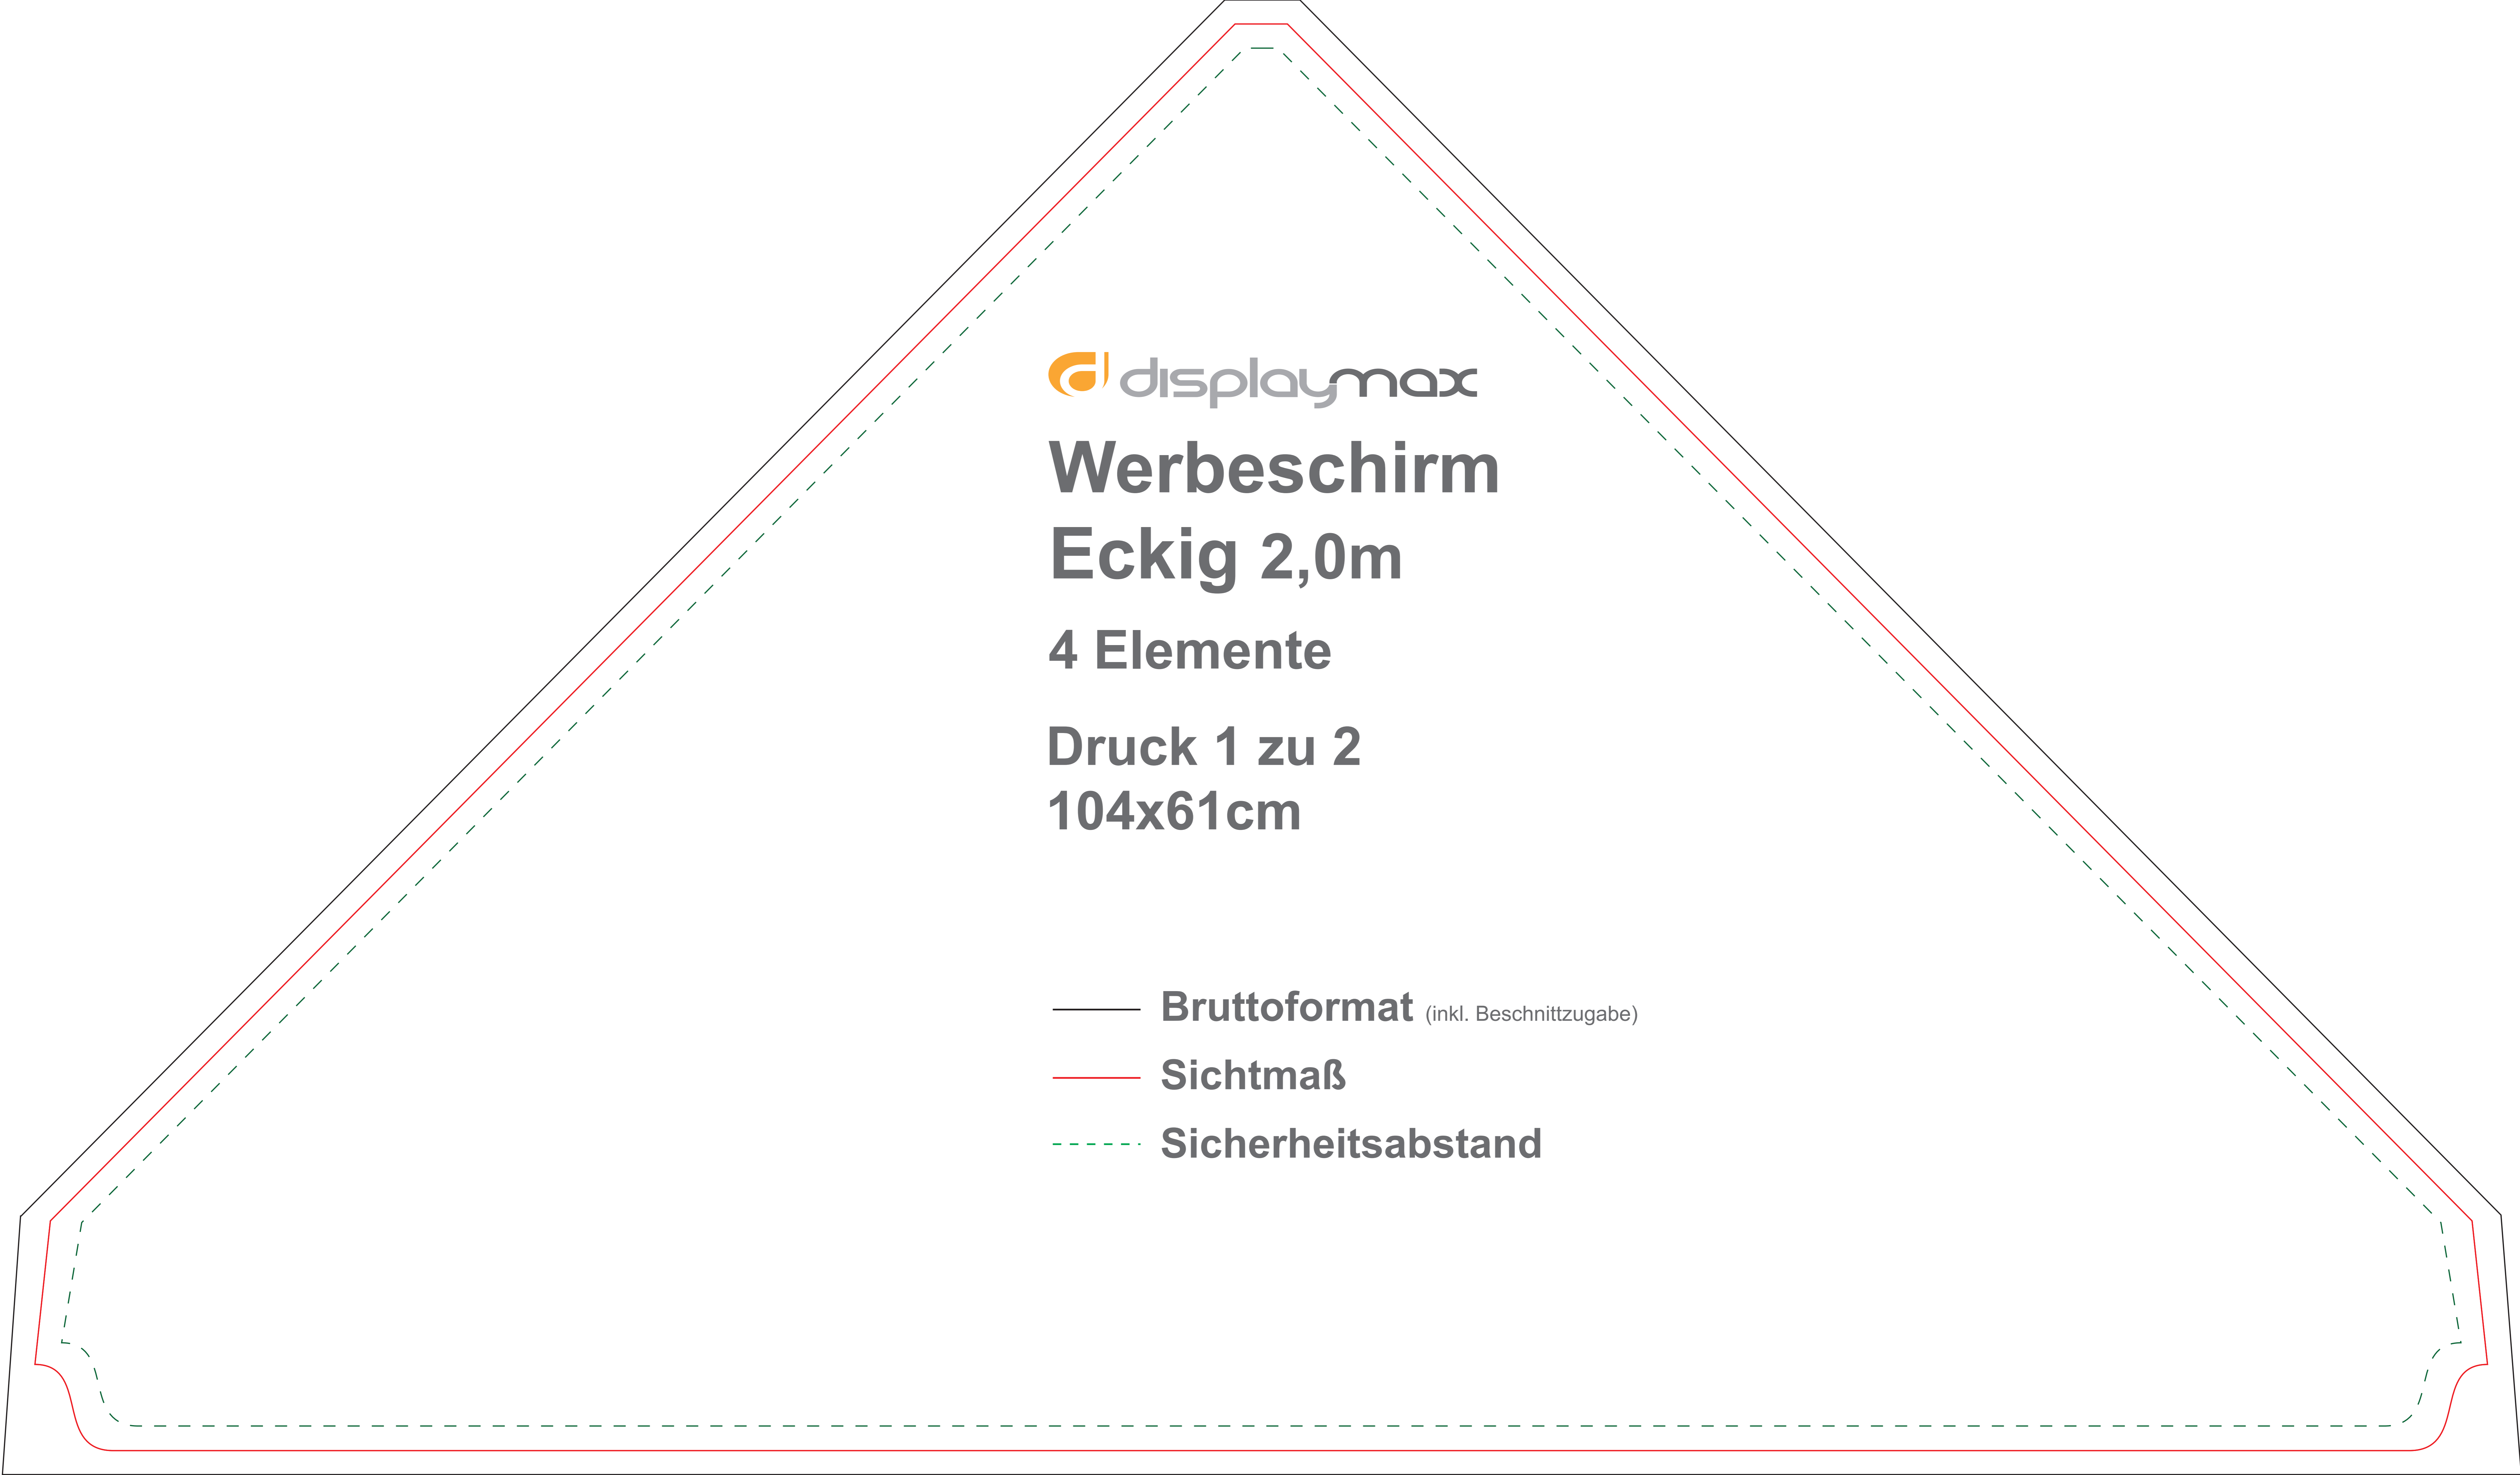 displaymax
Werbeschirm
Eckig 2,0m
4 Elemente
Druck 1 zu 2
104x61cm
Bruttoformat (inkl. Beschnittzugabe)
Sichtmaß
Sicherheitsabstand